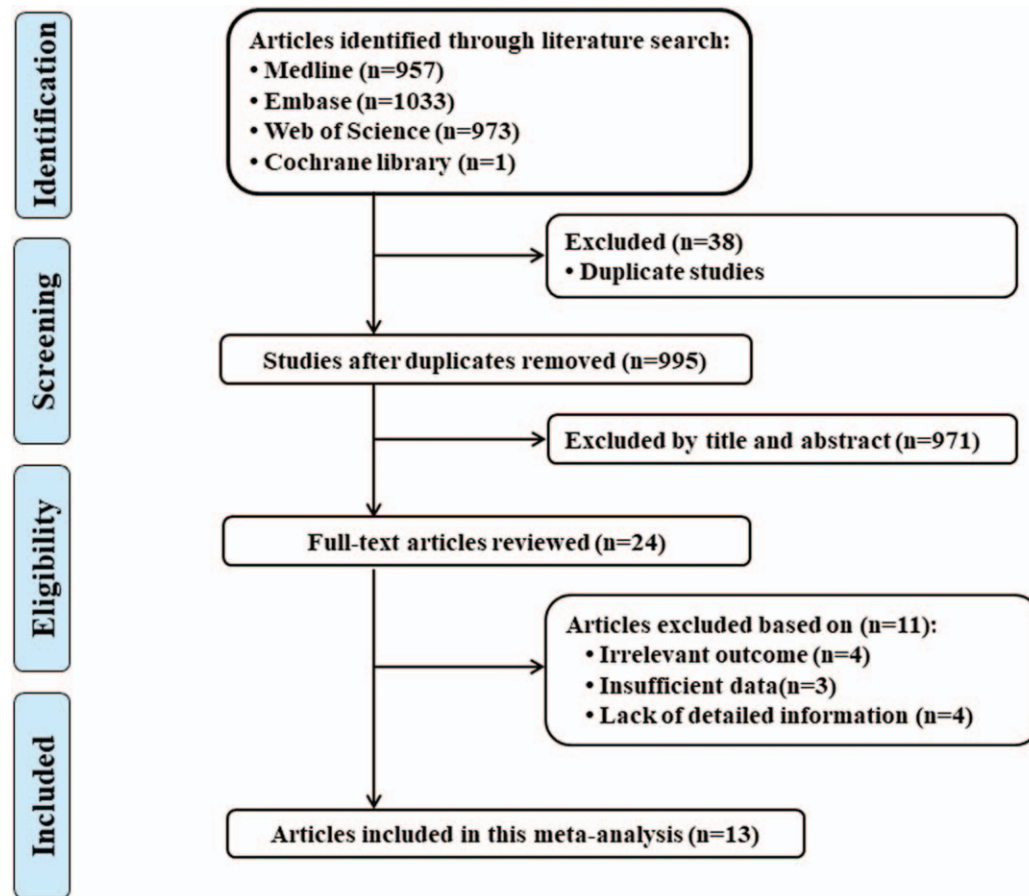 Identification
Articles identified through literature search:
• Medline (n=957)
• Embase (n=1033)
• Web of Science (n=973)
• Cochrane library (n=1)
Screening
Excluded (n=38)
• Duplicate studies
Studies after duplicates removed (n=995)
Excluded by title and abstract (n=971)
Eligibility
Full-text articles reviewed (n=24)
Articles excluded based on (n=11):
• Irrelevant outcome (n=4)
• Insufficient data(n=3)
• Lack of detailed information (n=4)
Included
Articles included in this meta-analysis (n=13)